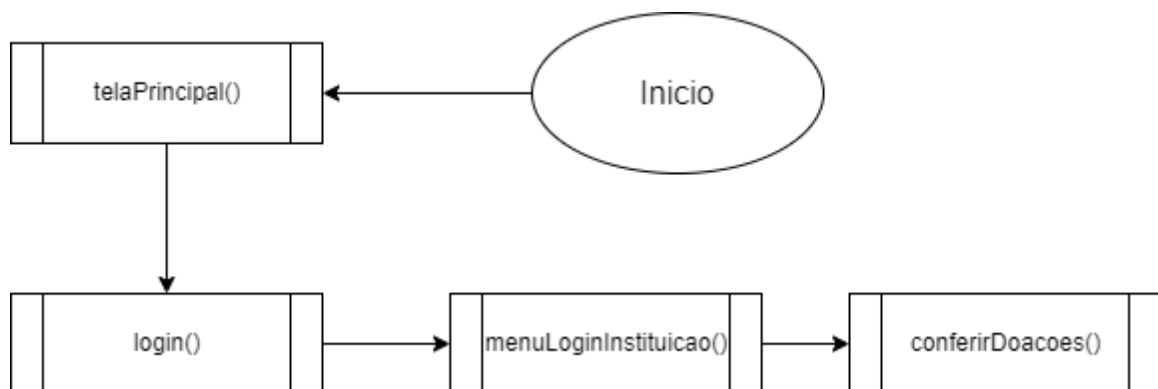 telaPrincipal()
Inicio
login()
menuLoginInstituicao()
conferirDoacoes()